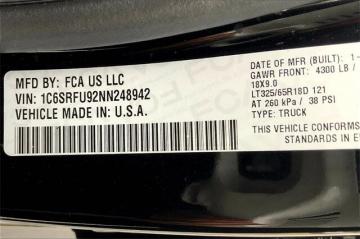 MFD BY: FCA US LLC
VIN: 1C6SRFU92NN248942
VEHICLE MADE IN: U.S.A.
DATE OF MFR (BUILT): 1-
GAWR FRONT: 4300 LB /
18X9.0
LT325/65R18D 121
AT 260 kPa / 38 PSI
TYPE: TRUCK
THIS VEHICLE CONFORMS
STANDARDS IN E